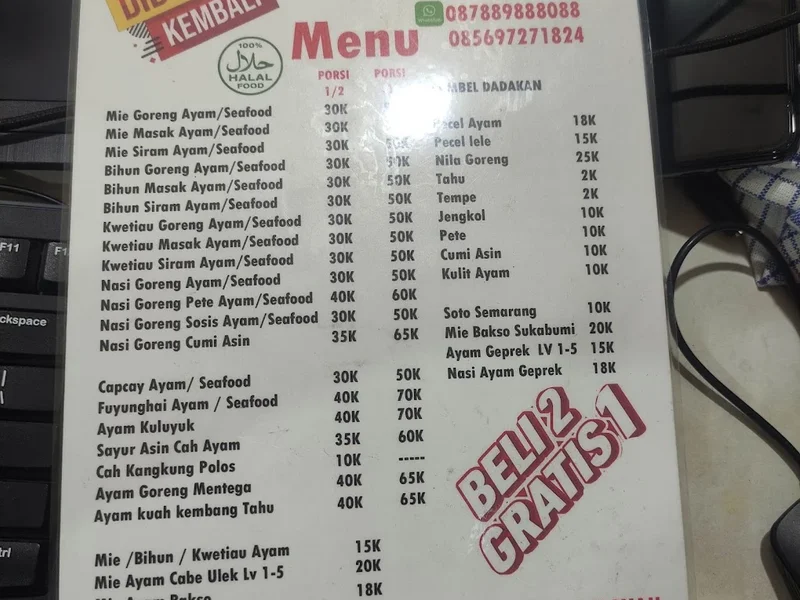 KEMBALI
087889888088
085697271824
100%
حلال
HALAL
FOOD
Menu
PORSI 1/2
PORSI
Mie Goreng Ayam/Seafood 30K
Mie Masak Ayam/Seafood 30K
Mie Siram Ayam/Seafood 30K 50K
Bihun Goreng Ayam/Seafood 30K 50K
Bihun Masak Ayam/Seafood 30K 50K
Bihun Siram Ayam/Seafood 30K 50K
Kwetiau Goreng Ayam/Seafood 30K 50K
Kwetiau Masak Ayam/Seafood 30K 50K
Kwetiau Siram Ayam/Seafood 30K 50K
Nasi Goreng Ayam/Seafood 30K 50K
Nasi Goreng Pete Ayam/Seafood 40K 60K
Nasi Goreng Sosis Ayam/Seafood 30K 50K
Nasi Goreng Cumi Asin 35K 65K
Capcay Ayam/ Seafood 30K 50K
Fuyunghai Ayam / Seafood 40K 70K
Ayam Kuluyuk 40K 70K
Sayur Asin Cah Ayam 35K 60K
Cah Kangkung Polos 10K -----
Ayam Goreng Mentega 40K 65K
Ayam kuah kembang Tahu 40K 65K
Mie /Bihun / Kwetiau Ayam 15K
Mie Ayam Cabe Ulek Lv 1-5 20K
18K
DADAKAN
Pecel Ayam 18K
Pecel lele 15K
Nila Goreng 25K
Tahu 2K
Tempe 2K
Jengkol 10K
Pete 10K
Cumi Asin 10K
Kulit Ayam 10K
Soto Semarang 10K
Mie Bakso Sukabumi 20K
Ayam Geprek LV 1-5 15K
Nasi Ayam Geprek 18K
BELI 2
GRATIS 1
F11